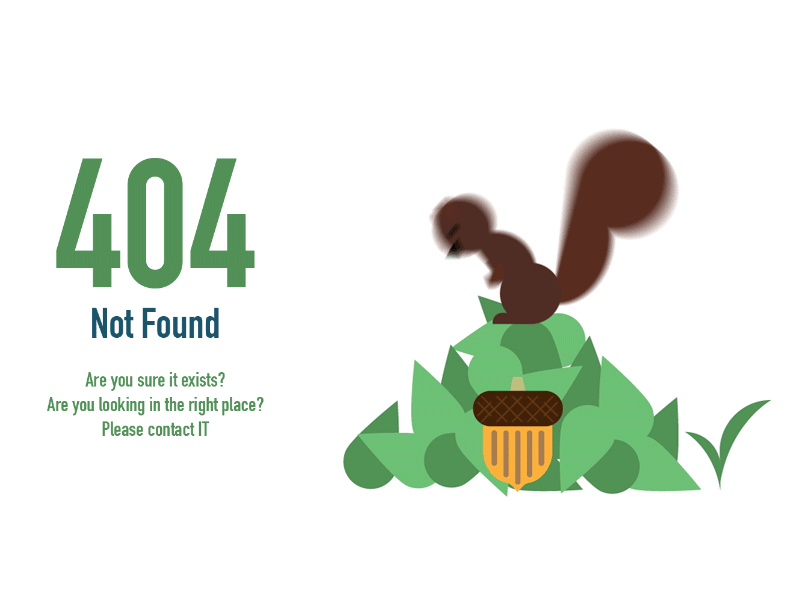 404
Not Found
Are you sure it exists?
Are you looking in the right place?
Please contact IT